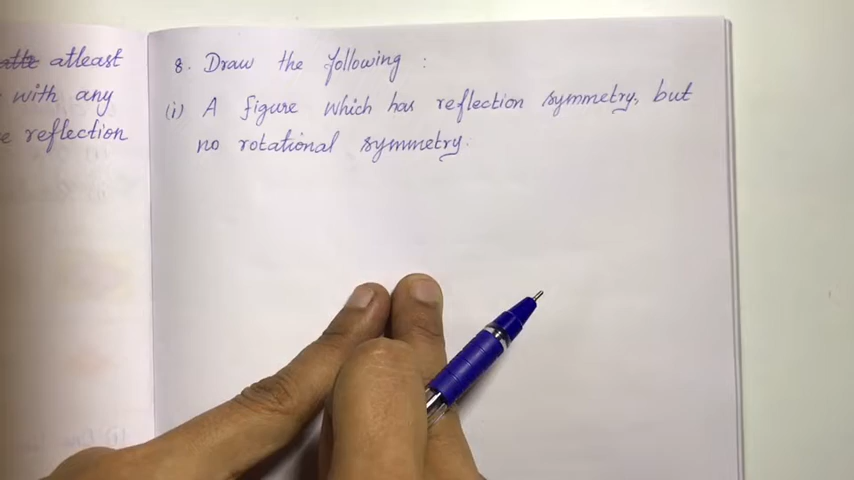 atleast
with any
reflection
8. Draw the following :
(i) A figure which has reflection symmetry, but
no rotational symmetry.